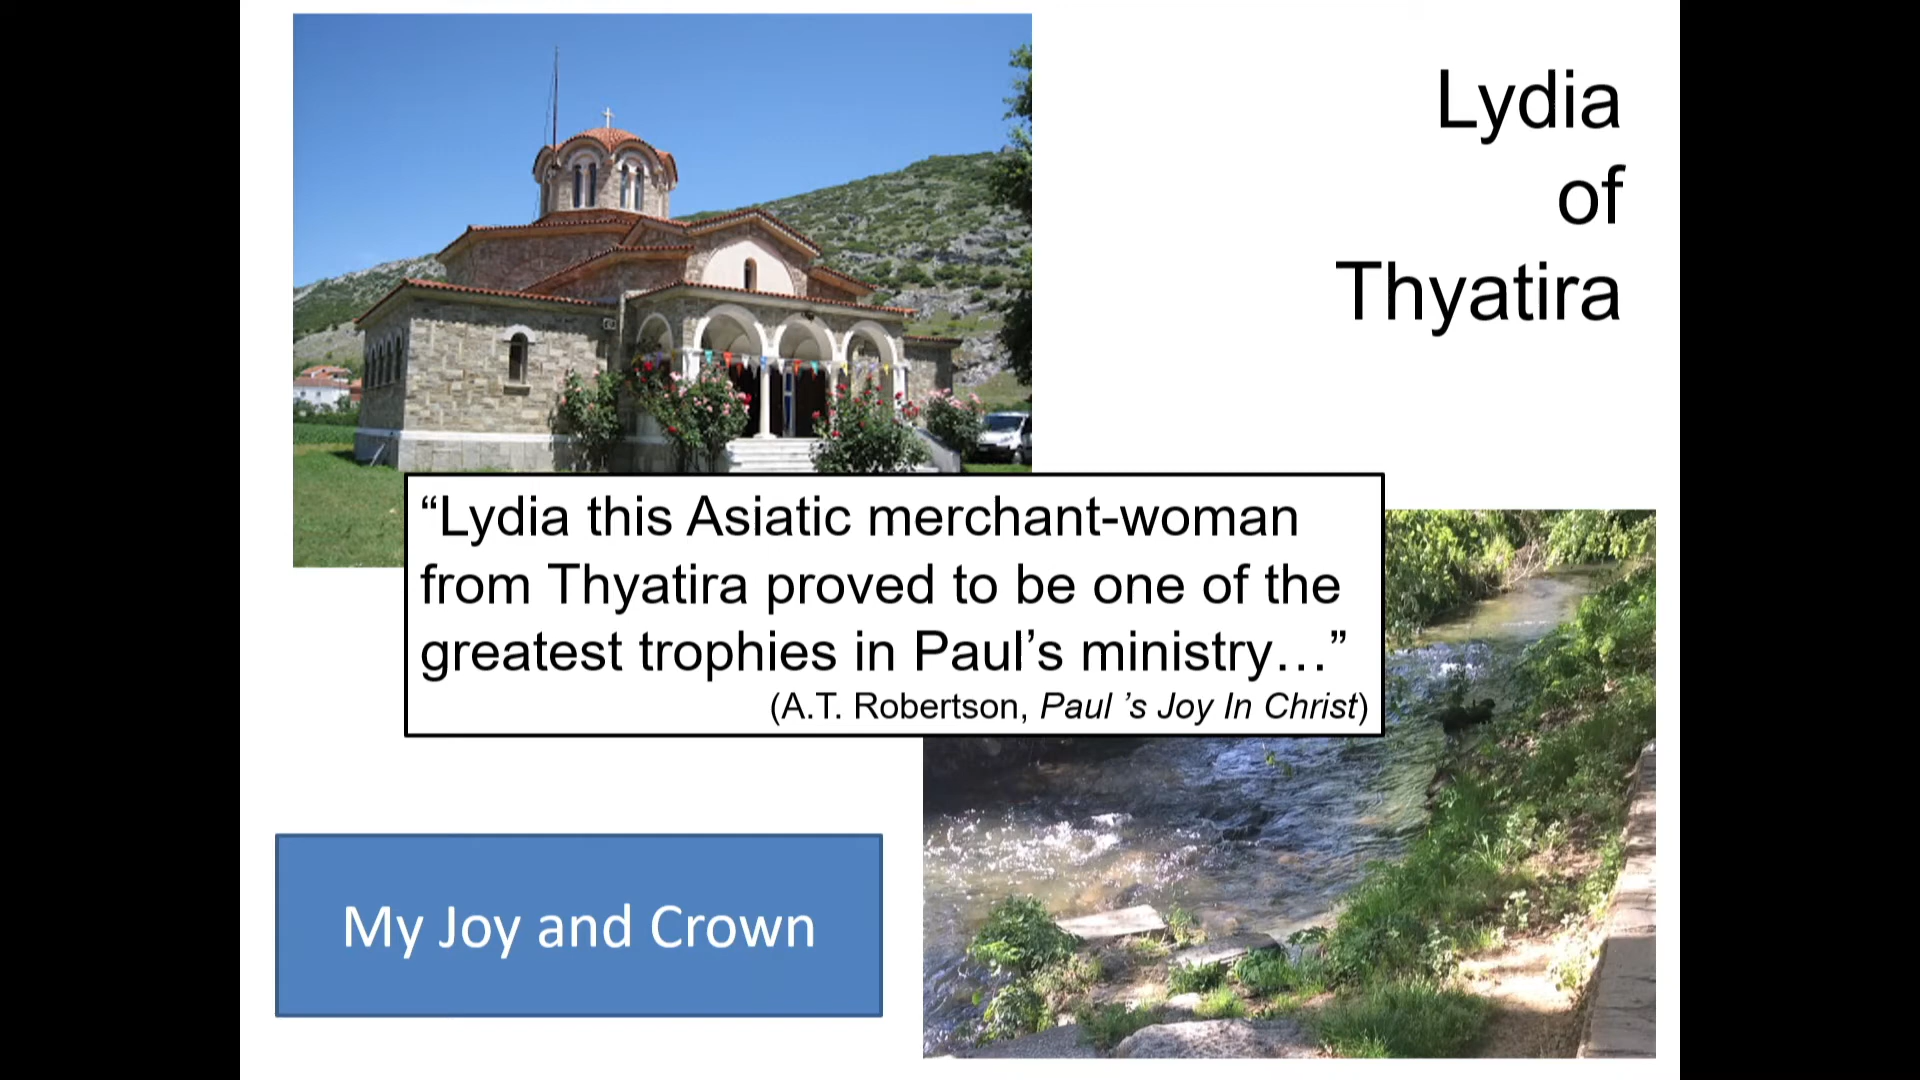 Lydia
of
Thyatira
“Lydia this Asiatic merchant-woman
from Thyatira proved to be one of the
greatest trophies in Paul’s ministry…”
(A.T. Robertson, Paul ’s Joy In Christ)
My Joy and Crown